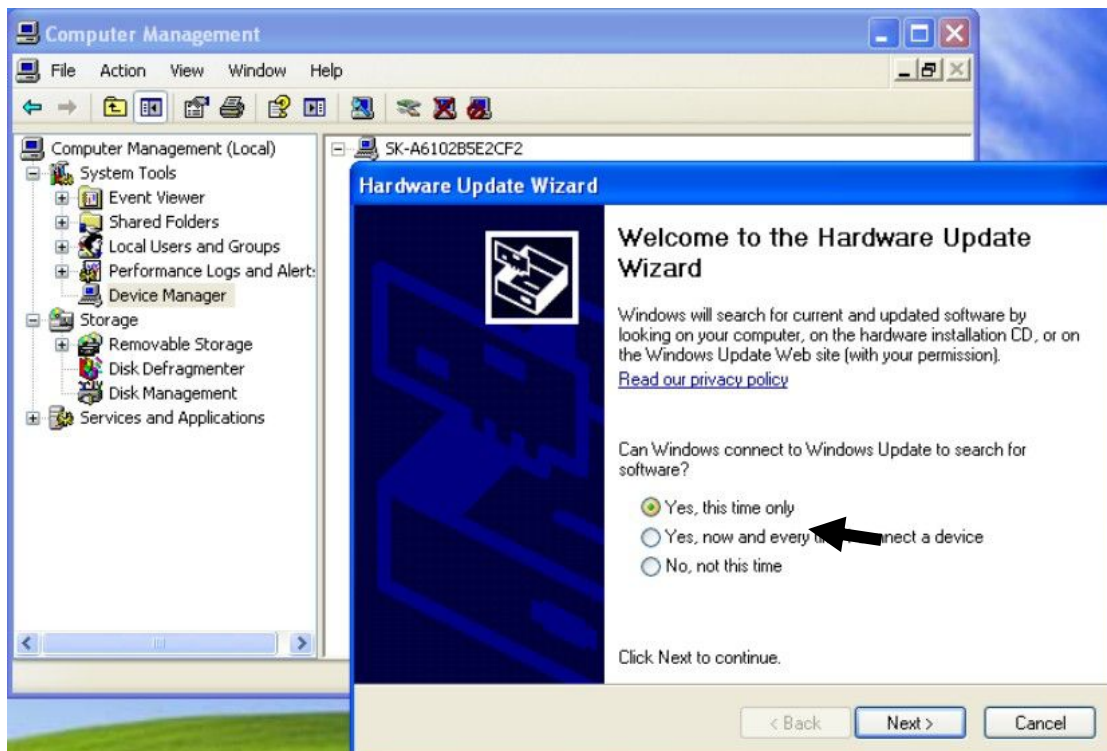 Computer Management
File Action View Window Help
Computer Management (Local)
System Tools
Event Viewer
Shared Folders
Local Users and Groups
Performance Logs and Alert
Device Manager
Storage
Removable Storage
Disk Defragmenter
Disk Management
Services and Applications
SK-A6102B5E2CF2
Hardware Update Wizard
Welcome to the Hardware Update
Wizard
Windows will search for current and updated software by
looking on your computer, on the hardware installation CD, or on
the Windows Update Web site (with your permission).
Read our privacy policy
Can Windows connect to Windows Update to search for
software?
Yes, this time only
Yes, now and every a device
No, not this time
Click Next to continue.
< Back
Next >
Cancel